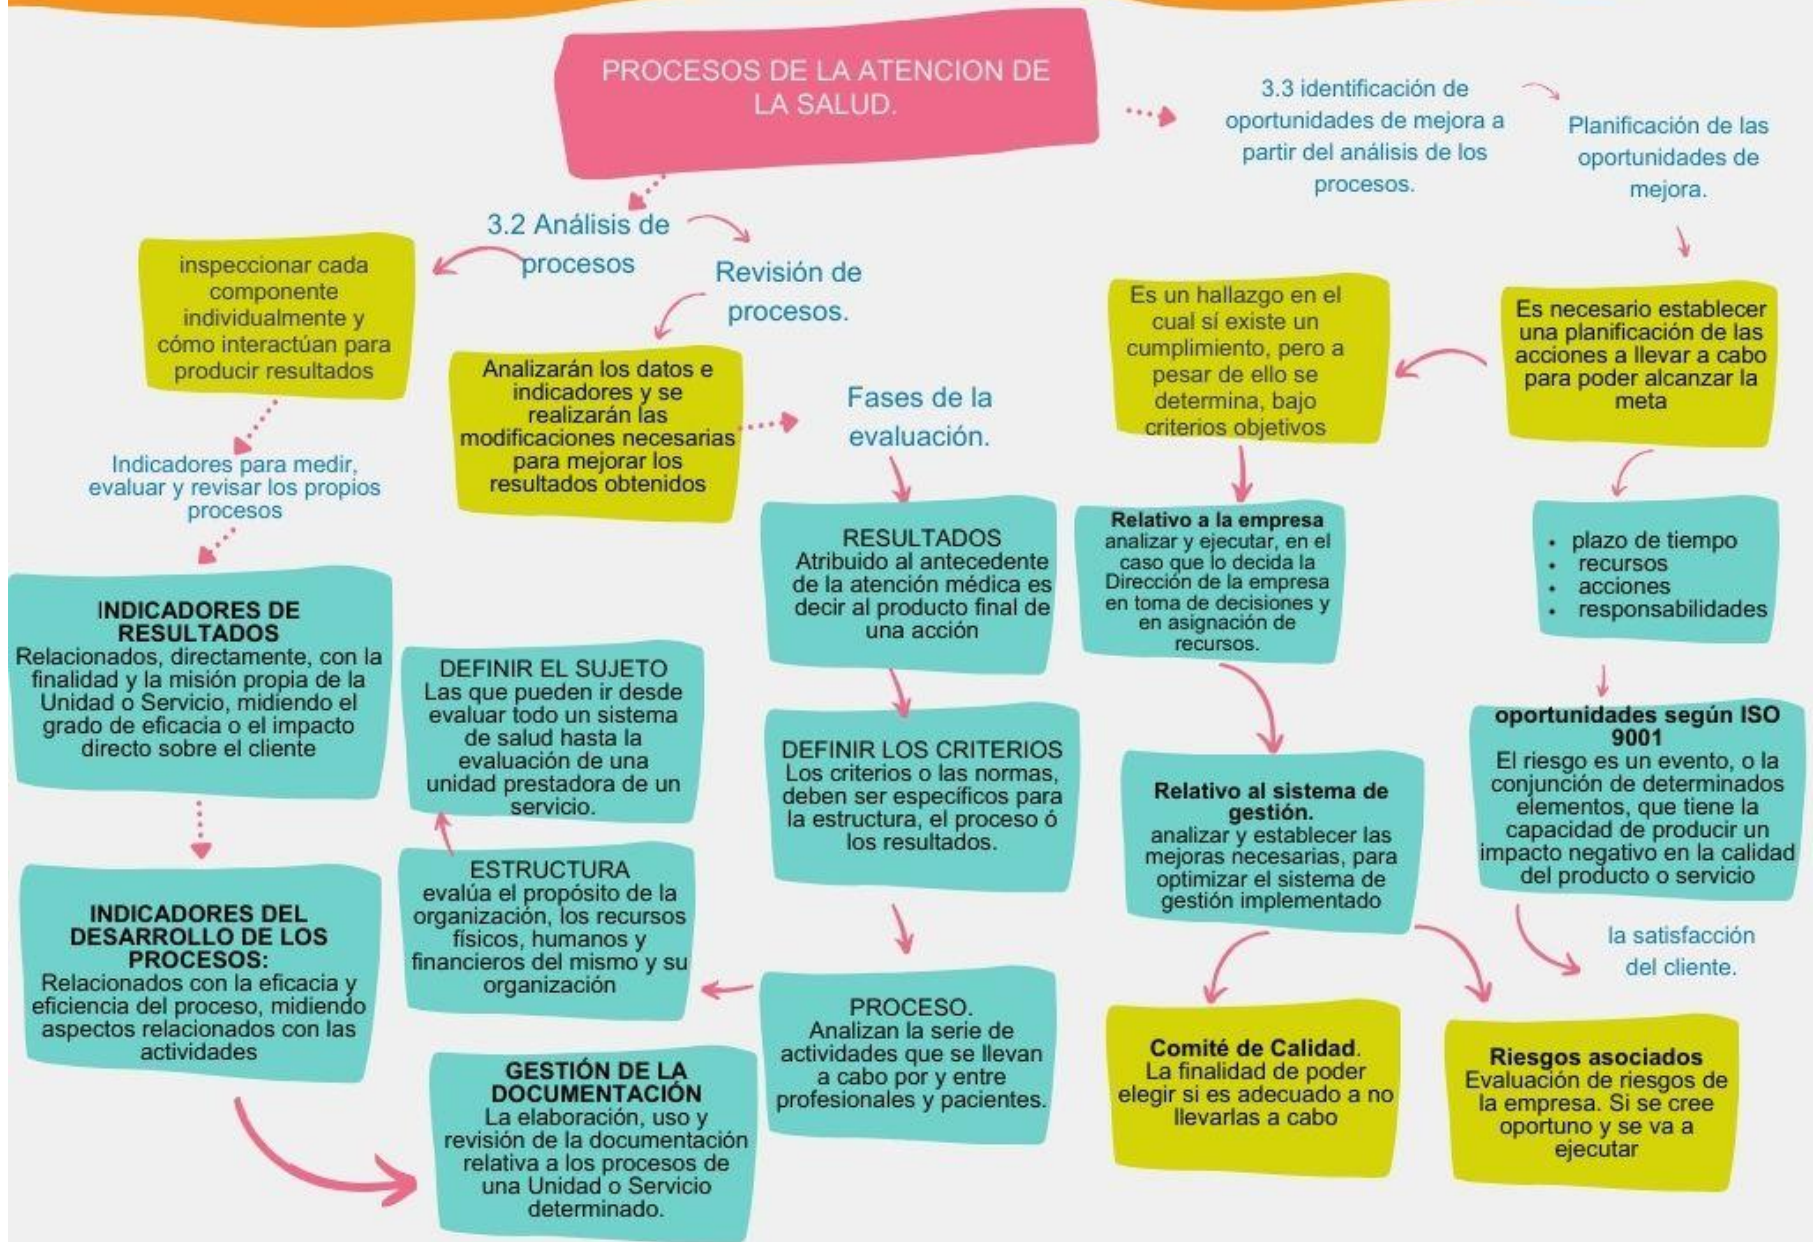 PROCESOS DE LA ATENCION DE
LA SALUD.
3.2 Análisis de
procesos
inspeccionar cada
componente
individualmente y
cómo interactúan para
producir resultados
Indicadores para medir,
evaluar y revisar los propios
procesos
INDICADORES DE
RESULTADOS
Relacionados, directamente, con la
finalidad y la misión propia de la
Unidad o Servicio, midiendo el
grado de eficacia o el impacto
directo sobre el cliente
INDICADORES DEL
DESARROLLO DE LOS
PROCESOS:
Relacionados con la eficacia y
eficiencia del proceso, midiendo
aspectos relacionados con las
actividades
GESTIÓN DE LA
DOCUMENTACIÓN
La elaboración, uso y
revisión de la documentación
relativa a los procesos de
una Unidad o Servicio
determinado.
Revisión de
procesos.
Analizarán los datos e
indicadores y se
realizarán las
modificaciones necesarias
para mejorar los
resultados obtenidos
Fases de la
evaluación.
RESULTADOS
Atribuido al antecedente
de la atención médica es
decir al producto final de
una acción
DEFINIR LOS CRITERIOS
Los criterios o las normas,
deben ser específicos para
la estructura, el proceso ó
los resultados.
PROCESO.
Analizan la serie de
actividades que se llevan
a cabo por y entre
profesionales y pacientes.
ESTRUCTURA
evalúa el propósito de la
organización, los recursos
físicos, humanos y
financieros del mismo y su
organización
DEFINIR EL SUJETO
Las que pueden ir desde
evaluar todo un sistema
de salud hasta la
evaluación de una
unidad prestadora de un
servicio.
3.3 identificación de
oportunidades de mejora a
partir del análisis de los
procesos.
Planificación de las
oportunidades de
mejora.
Es necesario establecer
una planificación de las
acciones a llevar a cabo
para poder alcanzar la
meta
Es un hallazgo en el
cual sí existe un
cumplimiento, pero a
pesar de ello se
determina, bajo
criterios objetivos
Relativo a la empresa
analizar y ejecutar, en el
caso que lo decida la
Dirección de la empresa
en toma de decisiones y
en asignación de
recursos.
Relativo al sistema de
gestión.
analizar y establecer las
mejoras necesarias, para
optimizar el sistema de
gestión implementado
Comité de Calidad.
La finalidad de poder
elegir si es adecuado a no
llevarlas a cabo
Riesgos asociados
Evaluación de riesgos de
la empresa. Si se cree
oportuno y se va a
ejecutar
• plazo de tiempo
• recursos
• acciones
• responsabilidades
oportunidades según ISO
9001
El riesgo es un evento, o la
conjunción de determinados
elementos, que tiene la
capacidad de producir un
impacto negativo en la calidad
del producto o servicio
la satisfacción
del cliente.